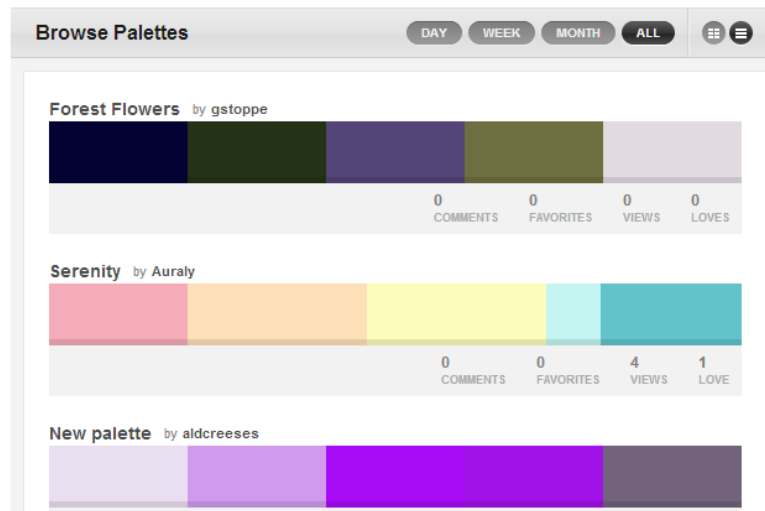 Browse Palettes DAY WEEK MONTH ALL
Forest Flowers by gstoppe
0 0 0 0
COMMENTS FAVORITES VIEWS LOVES
Serenity by Auraly
0 0 4 1
COMMENTS FAVORITES VIEWS LOVE
New palette by aldcreeses